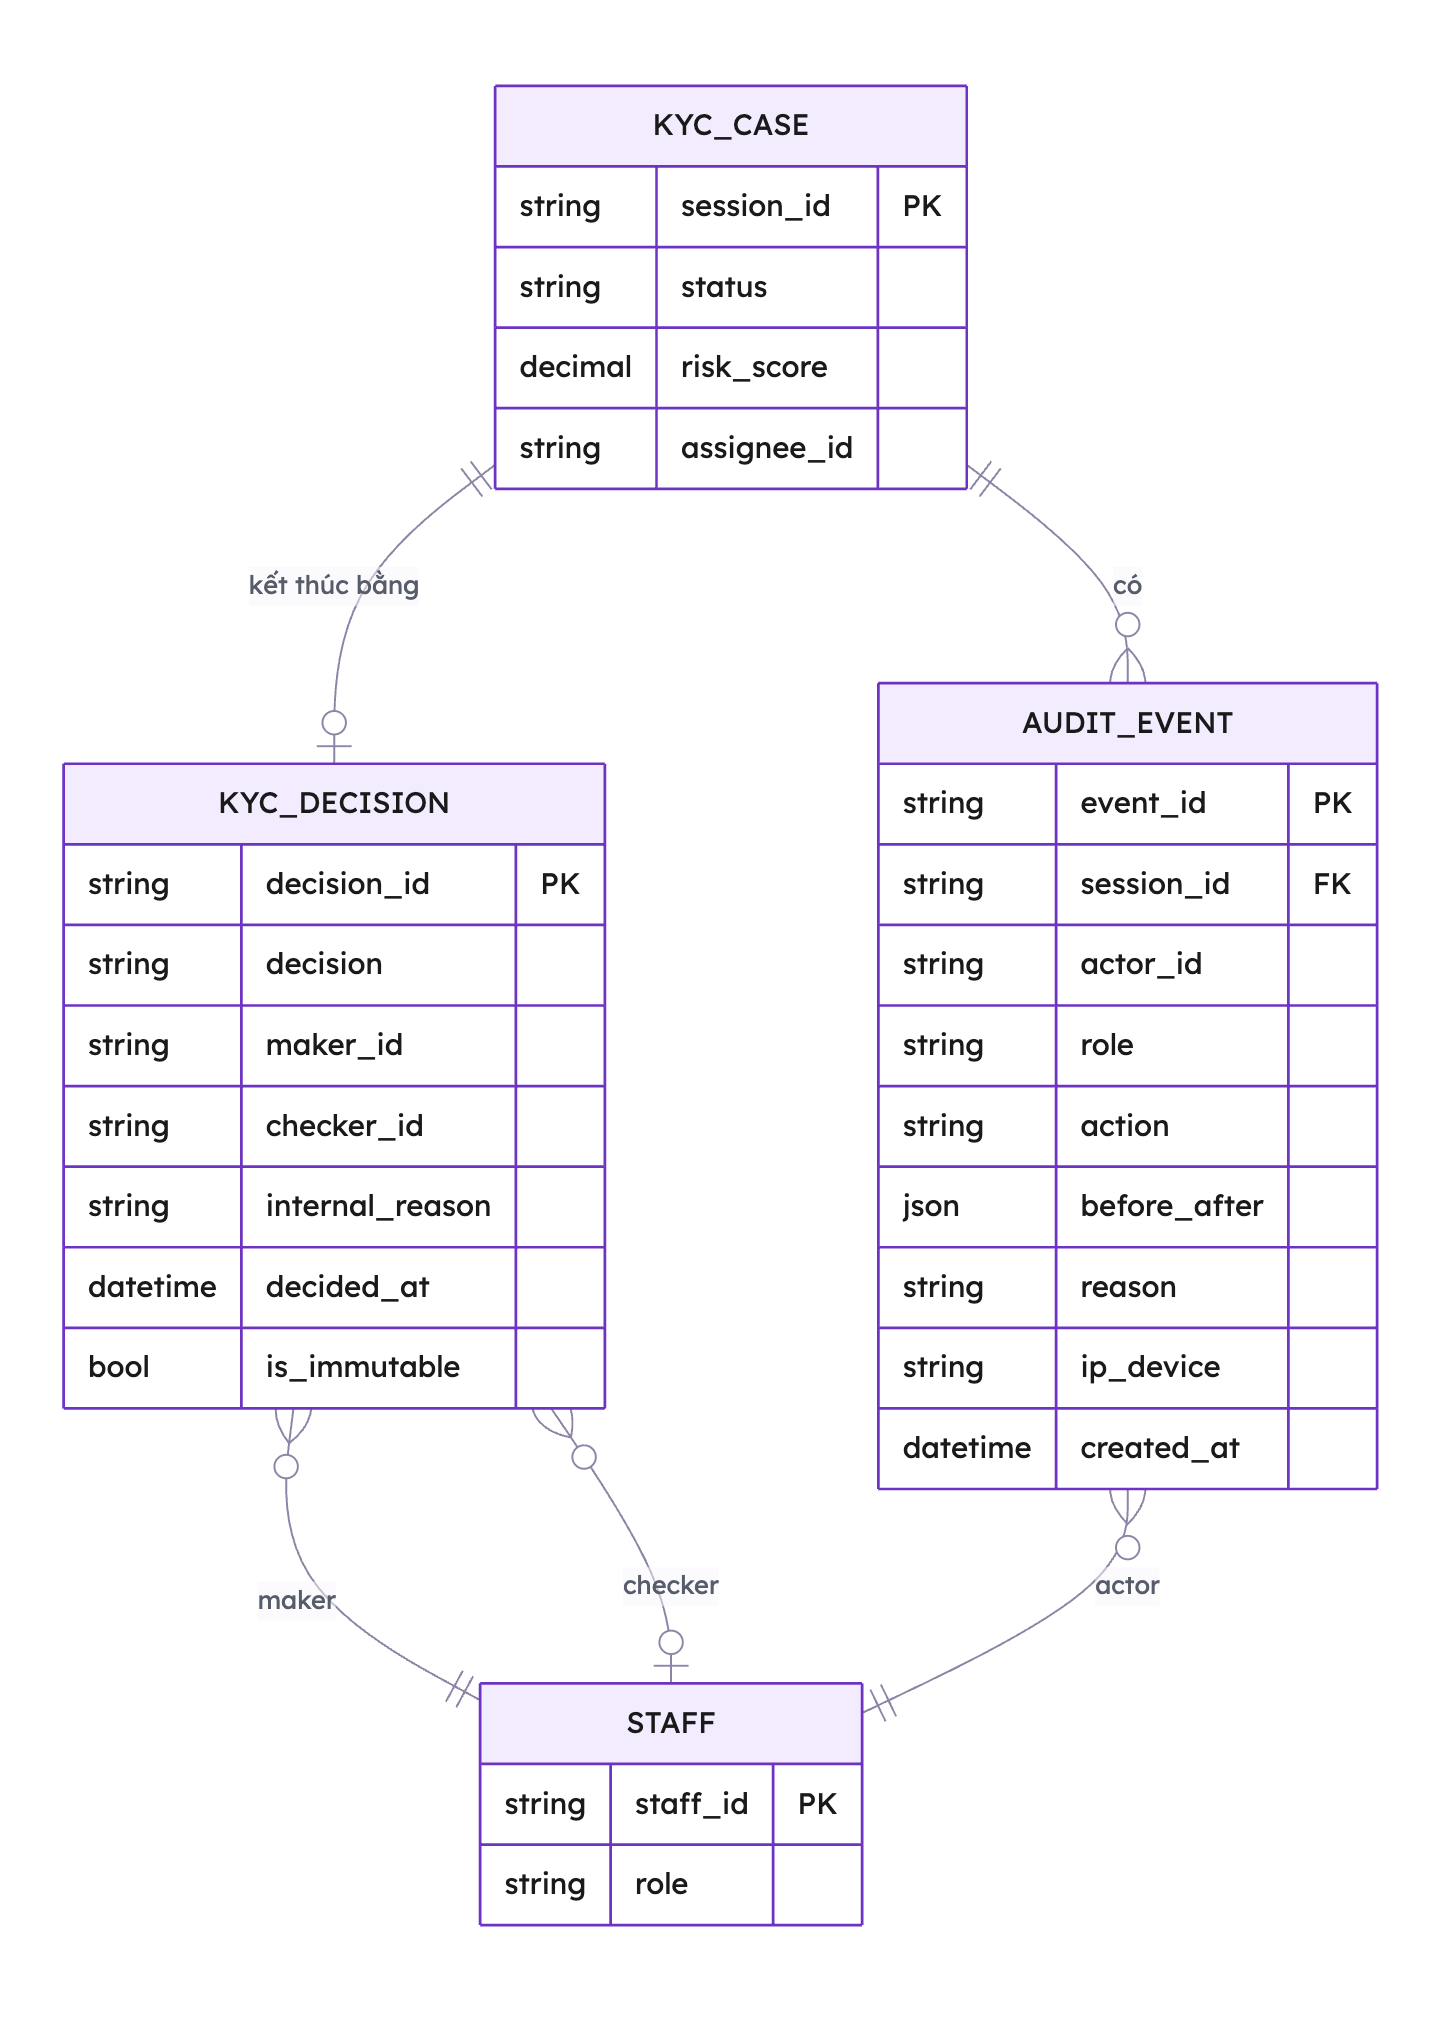 KYC_CASE
string session_id PK
string status
decimal risk_score
string assignee_id
kết thúc bằng
có
KYC_DECISION
string decision_id PK
string decision
string maker_id
string checker_id
string internal_reason
datetime decided_at
bool is_immutable
AUDIT_EVENT
string event_id PK
string session_id FK
string actor_id
string role
string action
json before_after
string reason
string ip_device
datetime created_at
maker
checker
actor
STAFF
string staff_id PK
string role